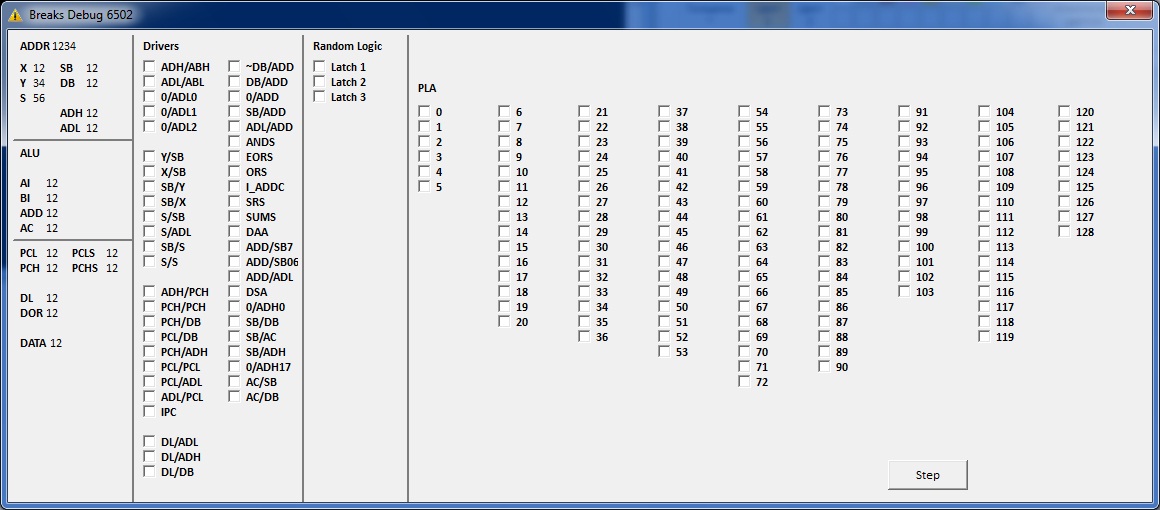 Breaks Debug 6502
ADDR 1234
X 12 SB 12
Y 34 DB 12
S 56
ADH 12
ADL 12
ALU
AI 12
BI 12
ADD 12
AC 12
PCL 12 PCLS 12
PCH 12 PCHS 12
DL 12
DOR 12
DATA 12
Drivers
ADH/ABH
ADL/ABL
0/ADL0
0/ADL1
0/ADL2
Y/SB
X/SB
SB/Y
SB/X
S/SB
S/ADL
SB/S
S/S
ADH/PCH
PCH/PCH
PCH/DB
PCL/DB
PCH/ADH
PCL/PCL
PCL/ADL
ADL/PCL
IPC
DL/ADL
DL/ADH
DL/DB
~DB/ADD
DB/ADD
0/ADD
SB/ADD
ADL/ADD
ANDS
EORS
ORS
I_ADDC
SRS
SUMS
DAA
ADD/SB7
ADD/SB06
ADD/ADL
DSA
0/ADH0
SB/DB
SB/AC
SB/ADH
0/ADH17
AC/SB
AC/DB
Random Logic
Latch 1
Latch 2
Latch 3
PLA
0
1
2
3
4
5
6
7
8
9
10
11
12
13
14
15
16
17
18
19
20
21
22
23
24
25
26
27
28
29
30
31
32
33
34
35
36
37
38
39
40
41
42
43
44
45
46
47
48
49
50
51
52
53
54
55
56
57
58
59
60
61
62
63
64
65
66
67
68
69
70
71
72
73
74
75
76
77
78
79
80
81
82
83
84
85
86
87
88
89
90
91
92
93
94
95
96
97
98
99
100
101
102
103
104
105
106
107
108
109
110
111
112
113
114
115
116
117
118
119
120
121
122
123
124
125
126
127
128
Step